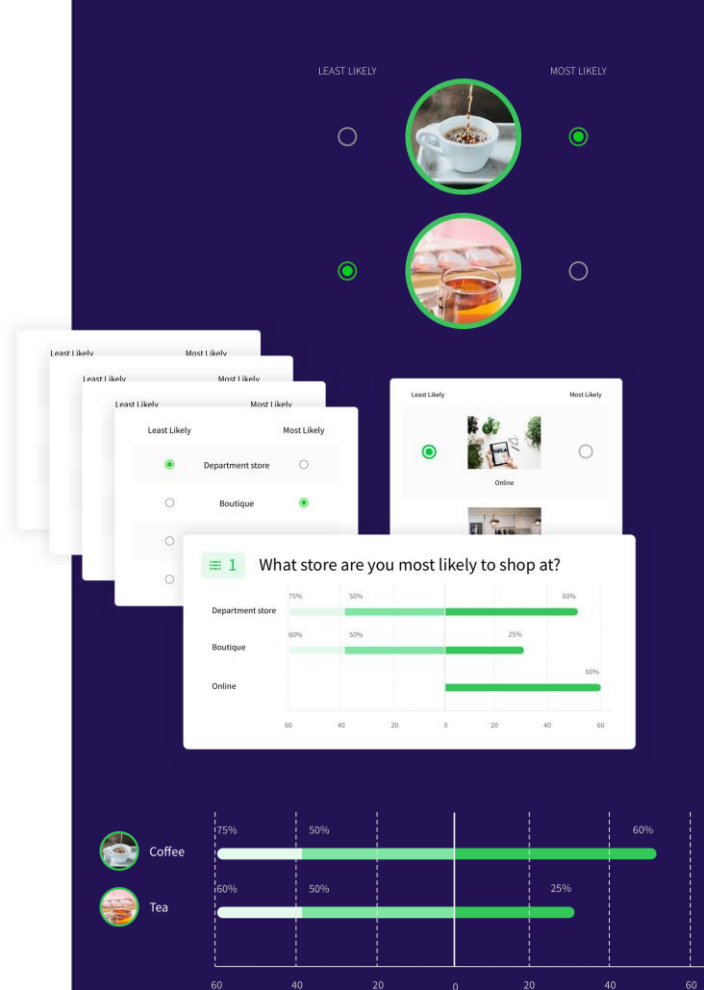 LEAST LIKELY MOST LIKELY
Least Likely Most Likely
Least Likely Most Likely
Least Likely Most Likely
Least Likely Most Likely
Department store
Boutique
Least Likely Most Likely
Online
1 What store are you most likely to shop at?
75% 50% 60%
Department store
60% 50% 25%
Boutique
60%
Online
60 40 20 0 20 40 60
75% 50% 60%
Coffee
60% 50% 25%
Tea
60 40 20 0 20 40 60